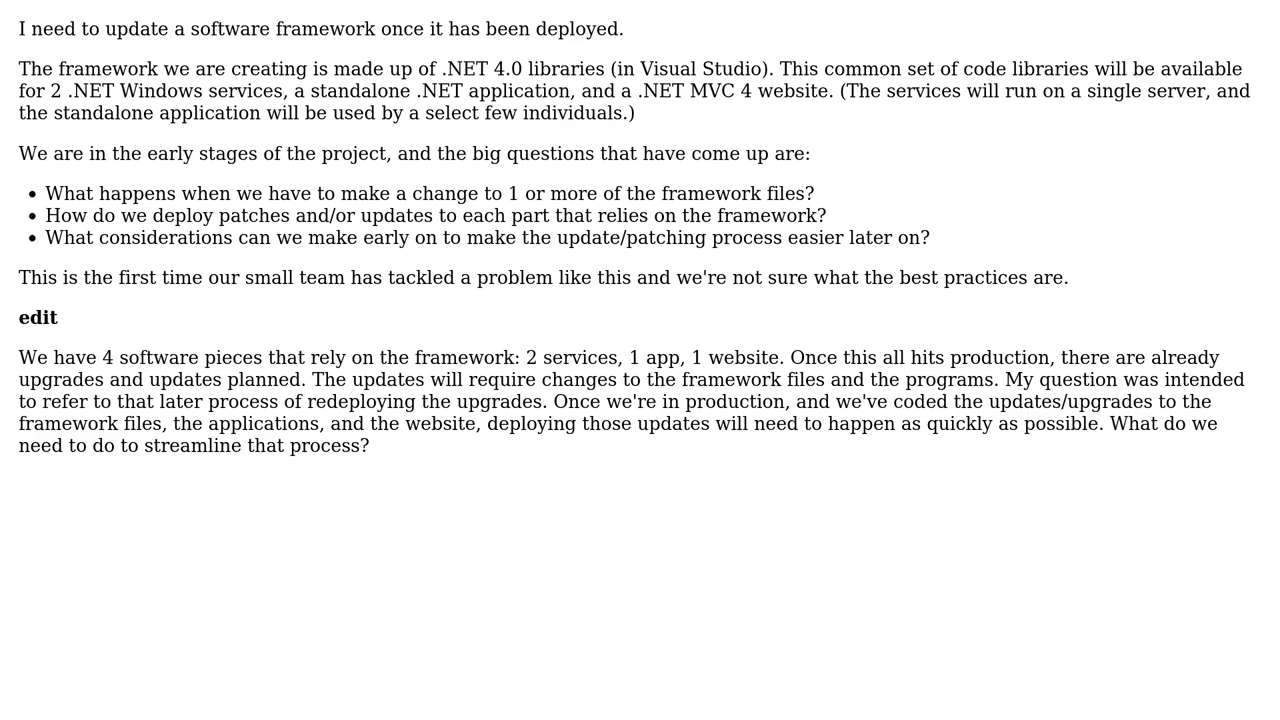 I need to update a software framework once it has been deployed.
The framework we are creating is made up of .NET 4.0 libraries (in Visual Studio). This common set of code libraries will be available
for 2 .NET Windows services, a standalone .NET application, and a .NET MVC 4 website. (The services will run on a single server, and
the standalone application will be used by a select few individuals.)
We are in the early stages of the project, and the big questions that have come up are:
• What happens when we have to make a change to 1 or more of the framework files?
• How do we deploy patches and/or updates to each part that relies on the framework?
• What considerations can we make early on to make the update/patching process easier later on?
This is the first time our small team has tackled a problem like this and we're not sure what the best practices are.
edit
We have 4 software pieces that rely on the framework: 2 services, 1 app, 1 website. Once this all hits production, there are already
upgrades and updates planned. The updates will require changes to the framework files and the programs. My question was intended
to refer to that later process of redeploying the upgrades. Once we're in production, and we've coded the updates/upgrades to the
framework files, the applications, and the website, deploying those updates will need to happen as quickly as possible. What do we
need to do to streamline that process?